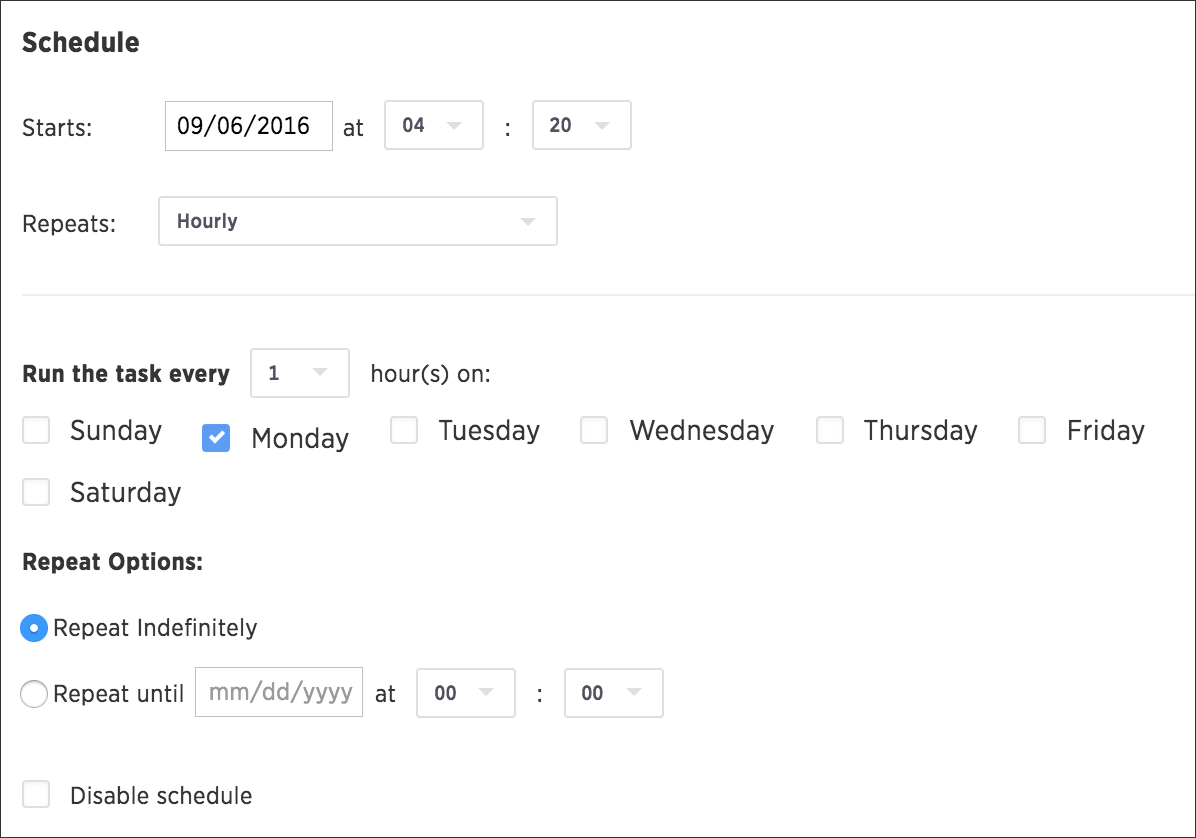 Schedule
Starts: 09/06/2016 at 04 : 20
Repeats: Hourly
Run the task every 1 hour(s) on:
Sunday Monday Tuesday Wednesday Thursday Friday
Saturday
Repeat Options:
Repeat Indefinitely
Repeat until mm/dd/yyyy at 00 : 00
Disable schedule